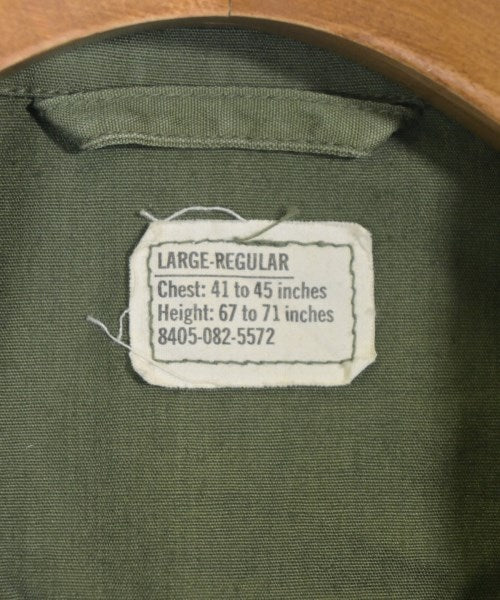 LARGE-REGULAR
Chest: 41 to 45 inches
Height: 67 to 71 inches
8405-082-5572